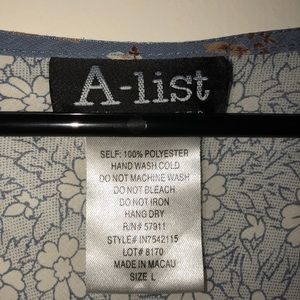 A-list
SELF: 100% POLYESTER
HAND WASH COLD
DO NOT MACHINE WASH
DO NOT BLEACH
DO NOT IRON
HANG DRY
R/N# 57911
STYLE# IN7542115
LOT# 8170
MADE IN MACAU
SIZE L